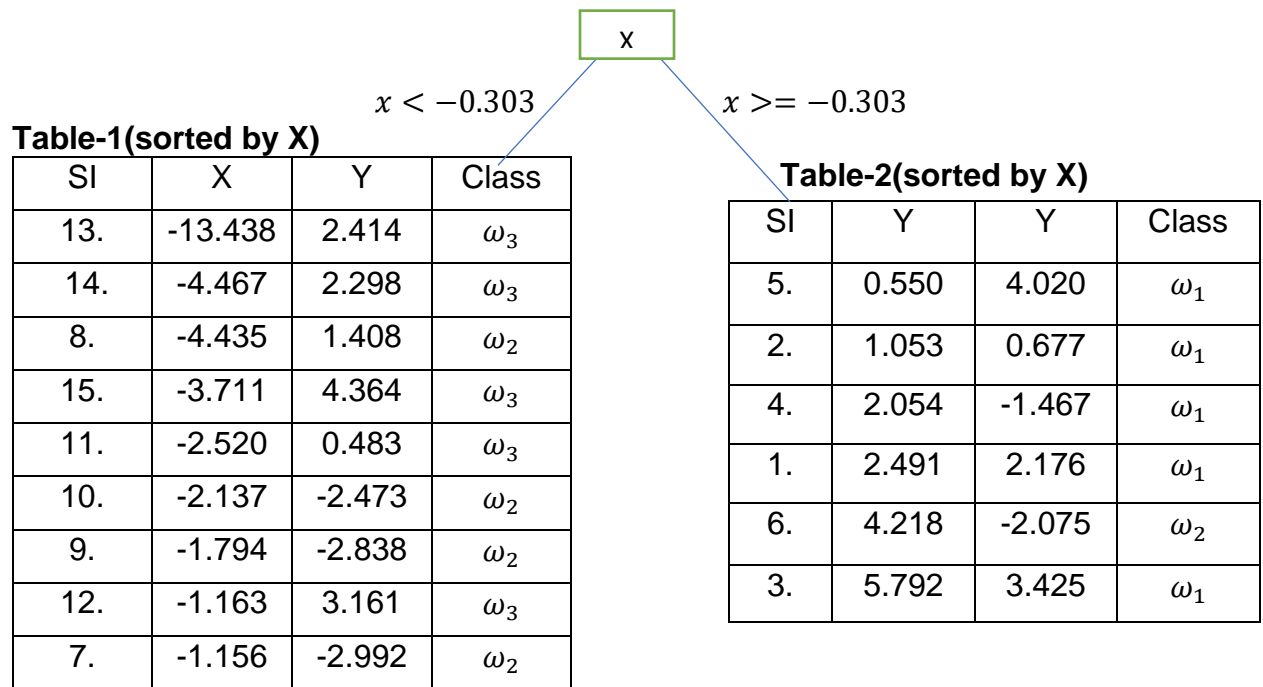 x
𝑥 < −0.303
𝑥 >= −0.303
Table-1(sorted by X)
SI X Y Class
13. -13.438 2.414 𝜔3
14. -4.467 2.298 𝜔3
8. -4.435 1.408 𝜔2
15. -3.711 4.364 𝜔3
11. -2.520 0.483 𝜔3
10. -2.137 -2.473 𝜔2
9. -1.794 -2.838 𝜔2
12. -1.163 3.161 𝜔3
7. -1.156 -2.992 𝜔2
Table-2(sorted by X)
SI Y Y Class
5. 0.550 4.020 𝜔1
2. 1.053 0.677 𝜔1
4. 2.054 -1.467 𝜔1
1. 2.491 2.176 𝜔1
6. 4.218 -2.075 𝜔2
3. 5.792 3.425 𝜔1